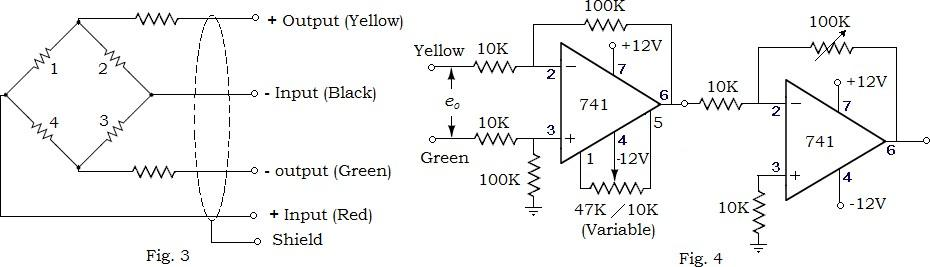 + Output (Yellow)
1
2
- Input (Black)
4
3
- output (Green)
+ Input (Red)
Shield
Fig. 3
100K
Yellow
10K
+12V
2
−
7
eo
741
6
10K
3
+
4
5
Green
1
-12V
100K
47K / 10K
(Variable)
100K
10K
+12V
2
−
7
741
6
3
+
4
10K
-12V
Fig. 4